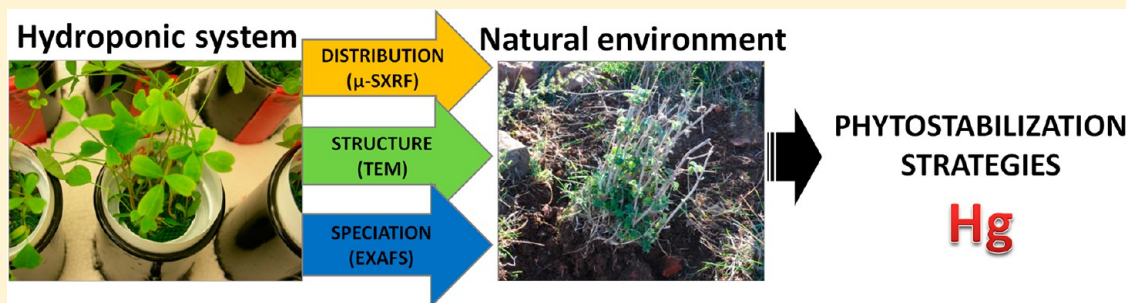 Hydroponic system
DISTRIBUTION
(µ-SXRF)
STRUCTURE
(TEM)
SPECIATION
(EXAFS)
Natural environment
PHYTOSTABILIZATION
STRATEGIES
Hg